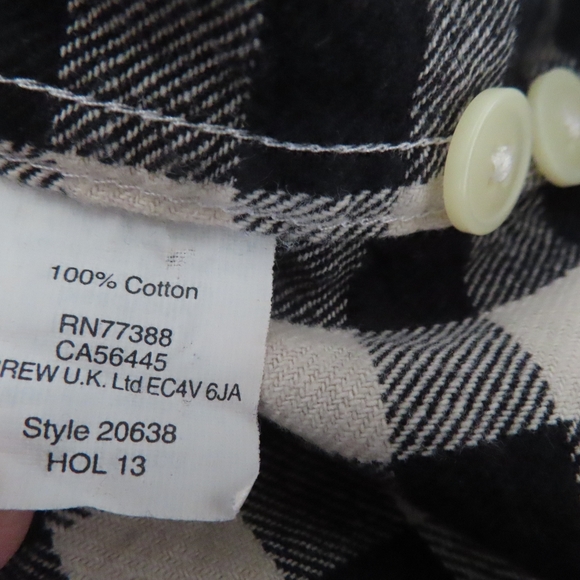 100% Cotton
RN77388
CA56445
REW U.K. Ltd EC4V 6JA
Style 20638
HOL 13